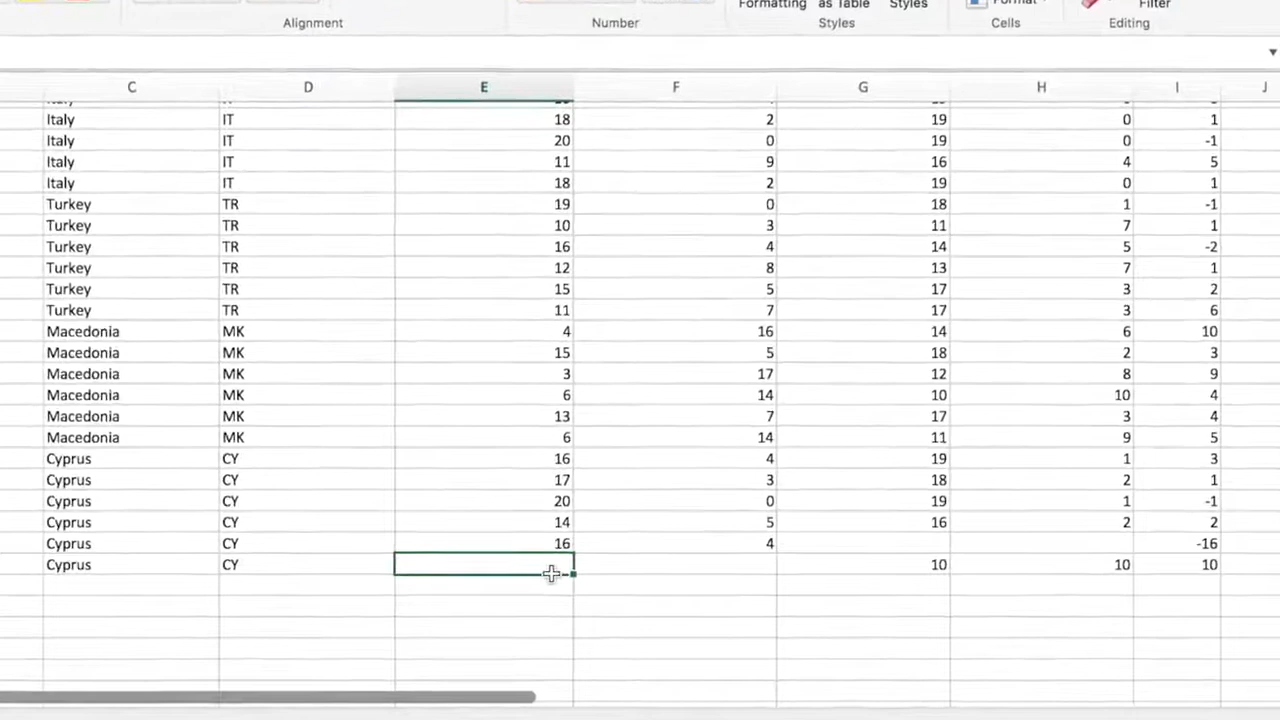 Formatting as Table Styles Format Filter
Alignment Number Styles Cells Editing
C D E F G H I J
Italy IT 18 2 19 0 1
Italy IT 20 0 19 0 -1
Italy IT 11 9 16 4 5
Italy IT 18 2 19 0 1
Turkey TR 19 0 18 1 -1
Turkey TR 10 3 11 7 1
Turkey TR 16 4 14 5 -2
Turkey TR 12 8 13 7 1
Turkey TR 15 5 17 3 2
Turkey TR 11 7 17 3 6
Macedonia MK 4 16 14 6 10
Macedonia MK 15 5 18 2 3
Macedonia MK 3 17 12 8 9
Macedonia MK 6 14 10 10 4
Macedonia MK 13 7 17 3 4
Macedonia MK 6 14 11 9 5
Cyprus CY 16 4 19 1 3
Cyprus CY 17 3 18 2 1
Cyprus CY 20 0 19 1 -1
Cyprus CY 14 5 16 2 2
Cyprus CY 16 4 -16
Cyprus CY 10 10 10